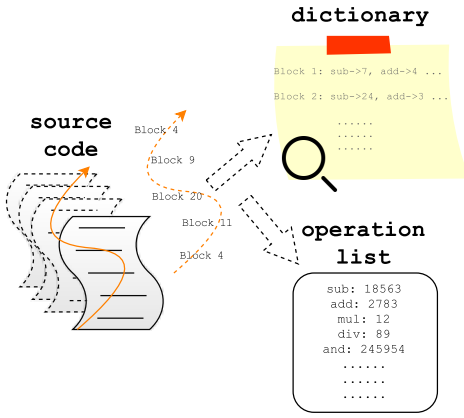 dictionary
Block 1: sub->7, add->4 ...
Block 2: sub->24, add->3 ...
......
......
......
source
code
Block 4
Block 9
Block 20
Block 11
Block 4
operation
list
sub: 18563
add: 2783
mul: 12
div: 89
and: 245954
......
......
......